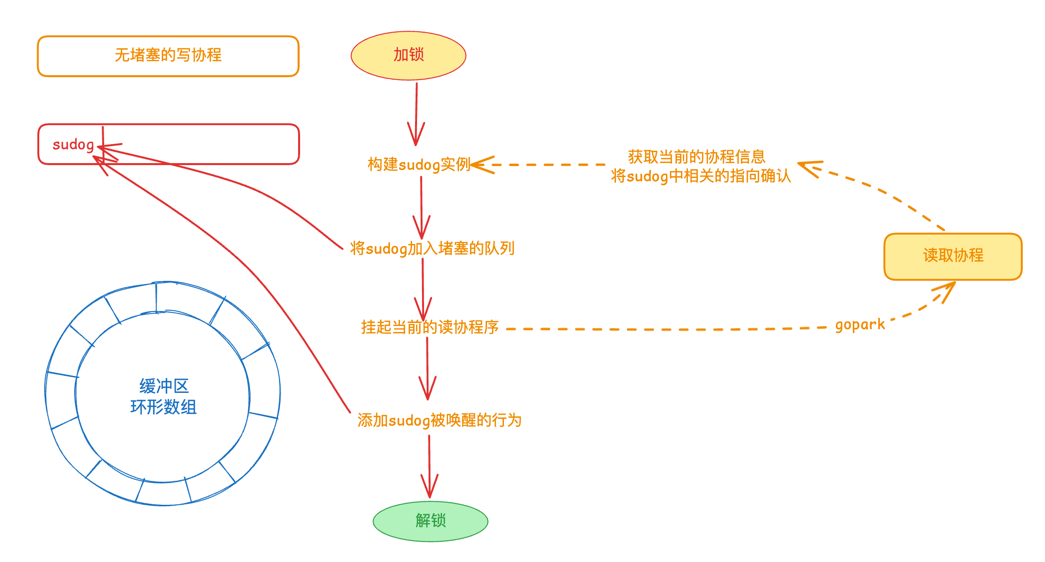 无堵塞的写协程
加锁
sudog
构建sudog实例
获取当前的协程信息
将sudog中相关的指向确认
将sudog加入堵塞的队列
读取协程
挂起当前的读协程序
gopark
缓冲区
环形数组
添加sudog被唤醒的行为
解锁